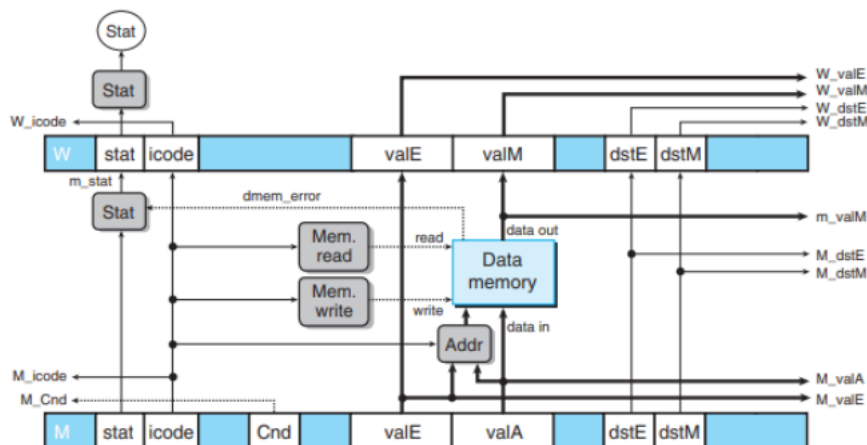 Stat
Stat
W_valE
W_valM
W_dstE
W_dstM
W_icode
W stat icode valE valM dstE dstM
m_stat
dmem_error
Stat
Mem.
read
read
data out
m_valM
Data
memory
M_dstE
M_dstM
Mem.
write
write
data in
Addr
M_icode
M_Cnd
M_valA
M_valE
M stat icode Cnd valE valA dstE dstM